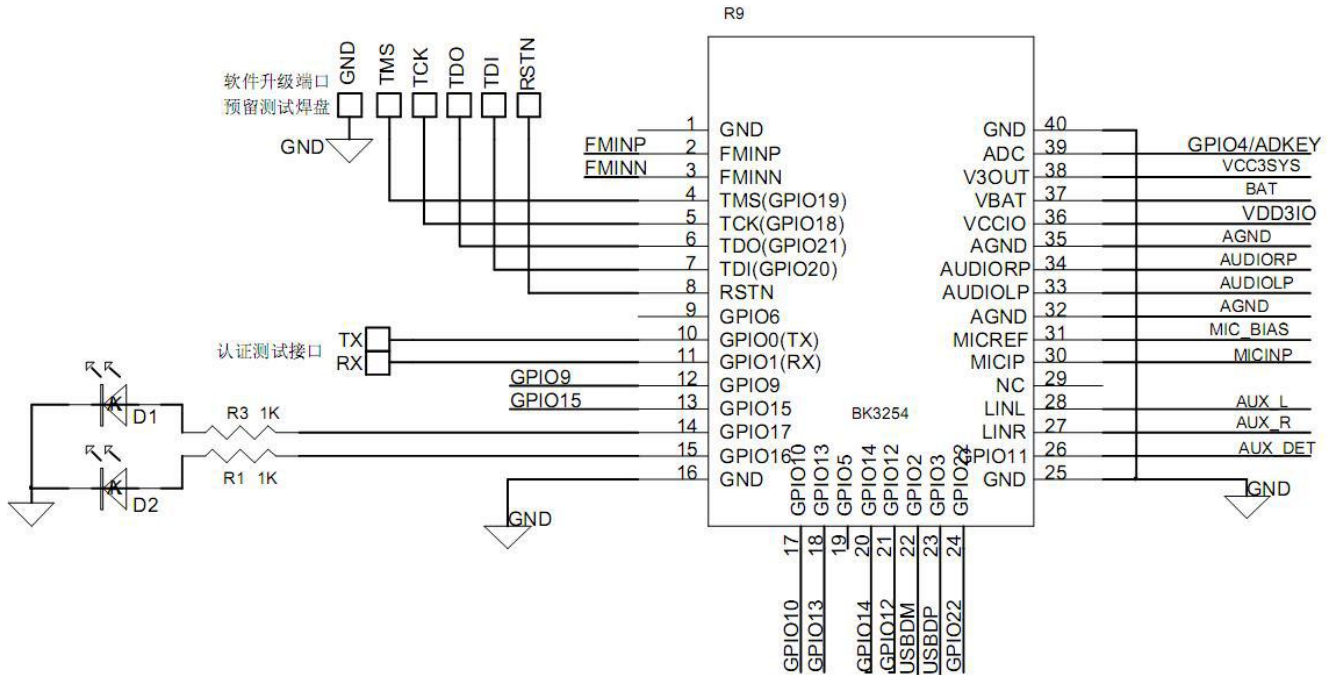 R9
软件升级端口
预留测试焊盘
GND
TMS
TCK
TDO
TDI
RSTN
GND
FMINP
FMINN
1 GND
2 FMINP
3 FMINN
4 TMS(GPIO19)
5 TCK(GPIO18)
6 TDO(GPIO21)
7 TDI(GPIO20)
8 RSTN
9 GPIO6
10 GPIO0(TX)
11 GPIO1(RX)
12 GPIO9
13 GPIO15
14 GPIO17
15 GPIO16
16 GND
认证测试接口
TX
RX
GPIO9
GPIO15
D1
R3 1K
R1 1K
D2
GND
BK3254
GND 40
ADC 39 GPIO4/ADKEY
V3OUT 38 VCC3SYS
VBAT 37 BAT
VCCIO 36 VDD3IO
AGND 35 AGND
AUDIORP 34 AUDIORP
AUDIOLP 33 AUDIOLP
AGND 32 AGND
MICREF 31 MIC_BIAS
MICIP 30 MICINP
NC 29
LINL 28 AUX_L
LINR 27 AUX_R
GPIO11 26 AUX_DET
GND 25
GND
GPIO10
GPIO13
GPIO5
GPIO14
GPIO12
GPIO2
GPIO3
GPIO22
17
18
19
20
21
22
23
24
GPIO10
GPIO13
GPIO14
GPIO12
USBDM
USBDP
GPIO22